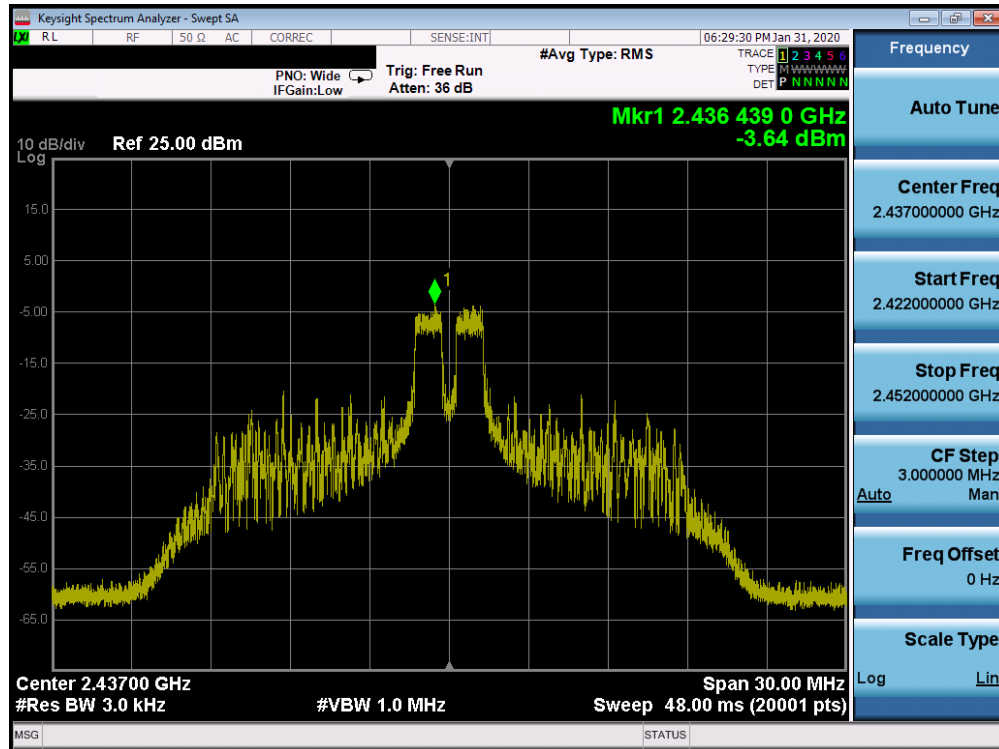 Keysight Spectrum Analyzer - Swept SA
LXI RL RF 50 Ω AC CORREC SENSE:INT 06:29:30 PM Jan 31, 2020
#Avg Type: RMS TRACE 1 2 3 4 5 6
PNO: Wide Trig: Free Run TYPE M WWWWW
IFGain:Low Atten: 36 dB DET P N N N N N
Mkr1 2.436 439 0 GHz
-3.64 dBm
10 dB/div Ref 25.00 dBm
Log
15.0
5.00
1
-5.00
-15.0
-25.0
-35.0
-45.0
-55.0
-65.0
Center 2.43700 GHz Span 30.00 MHz
#Res BW 3.0 kHz #VBW 1.0 MHz Sweep 48.00 ms (20001 pts)
MSG STATUS
Frequency
Auto Tune
Center Freq
2.437000000 GHz
Start Freq
2.422000000 GHz
Stop Freq
2.452000000 GHz
CF Step
3.000000 MHz
Auto Man
Freq Offset
0 Hz
Scale Type
Log Lin